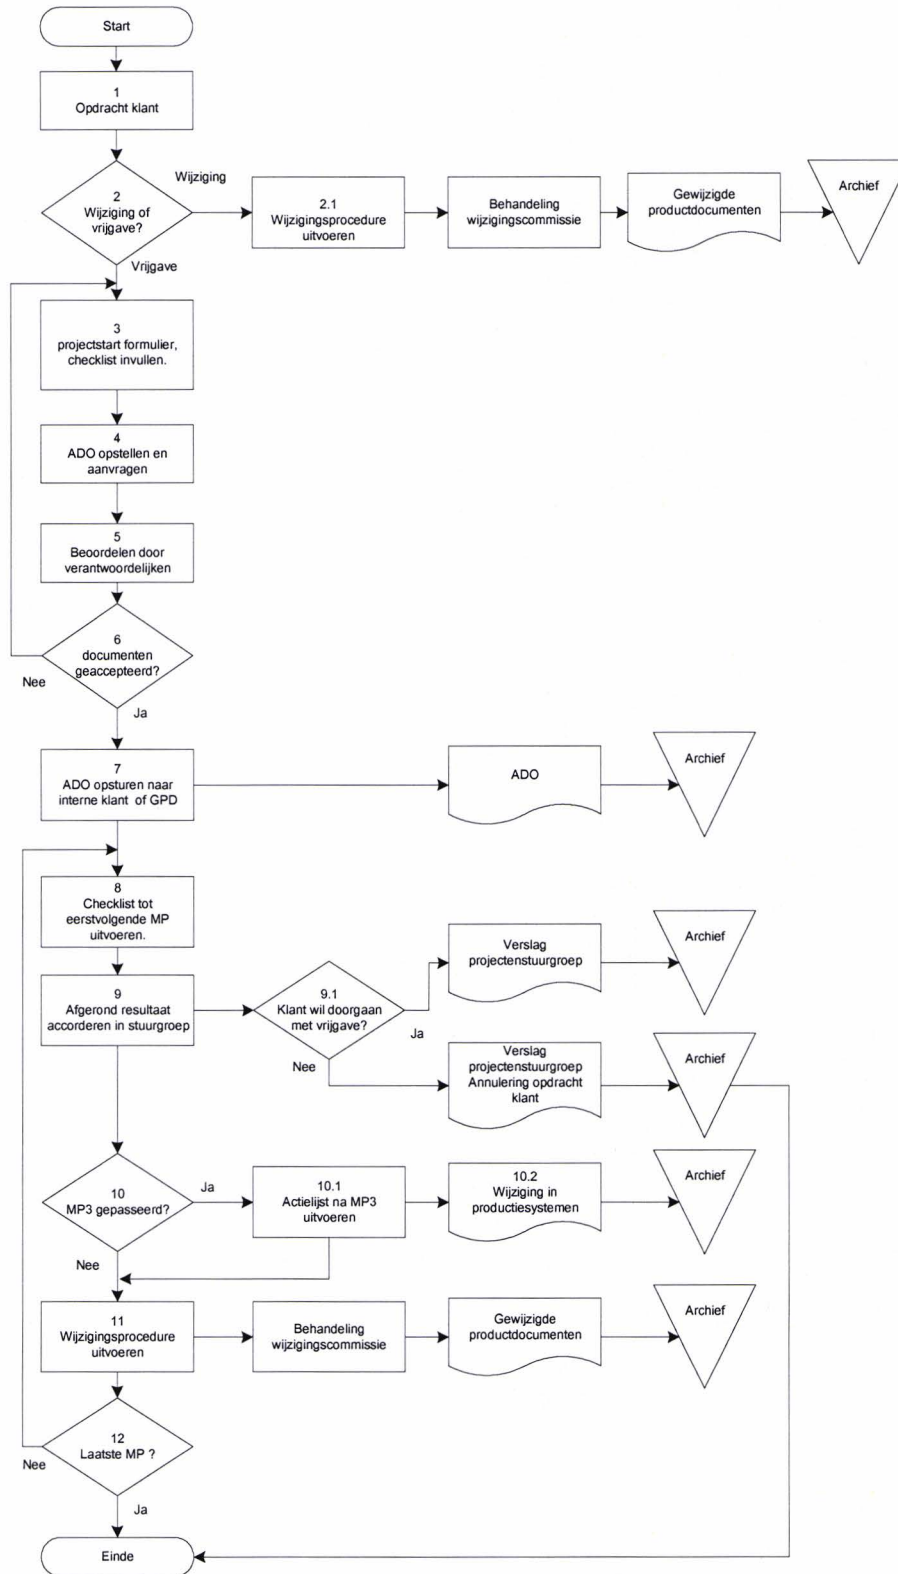 Start
1
Opdracht klant
2
Wijziging of
vrijgave?
Wijziging
2.1
Wijzigingsprocedure
uitvoeren
Behandeling
wijzigingscommissie
Gewijzigde
productdocumenten
Archief
Vrijgave
3
projectstart formulier,
checklist invullen.
4
ADO opstellen en
aanvragen
5
Beoordelen door
verantwoordelijken
6
documenten
geaccepteerd?
Nee
Ja
7
ADO opsturen naar
interne klant of GPD
ADO
Archief
8
Checklist tot
eerstvolgende MP
uitvoeren.
9
Afgerond resultaat
accorderen in stuurgroep
9.1
Klant wil doorgaan
met vrijgave?
Ja
Nee
Verslag
projectenstuurgroep
Archief
Verslag
projectenstuurgroep
Annulering opdracht
klant
Archief
10
MP3 gepasseerd?
Ja
10.1
Actielijst na MP3
uitvoeren
10.2
Wijziging in
productiesystemen
Archief
Nee
11
Wijzigingsprocedure
uitvoeren
Behandeling
wijzigingscommissie
Gewijzigde
productdocumenten
Archief
12
Laatste MP ?
Nee
Ja
Einde